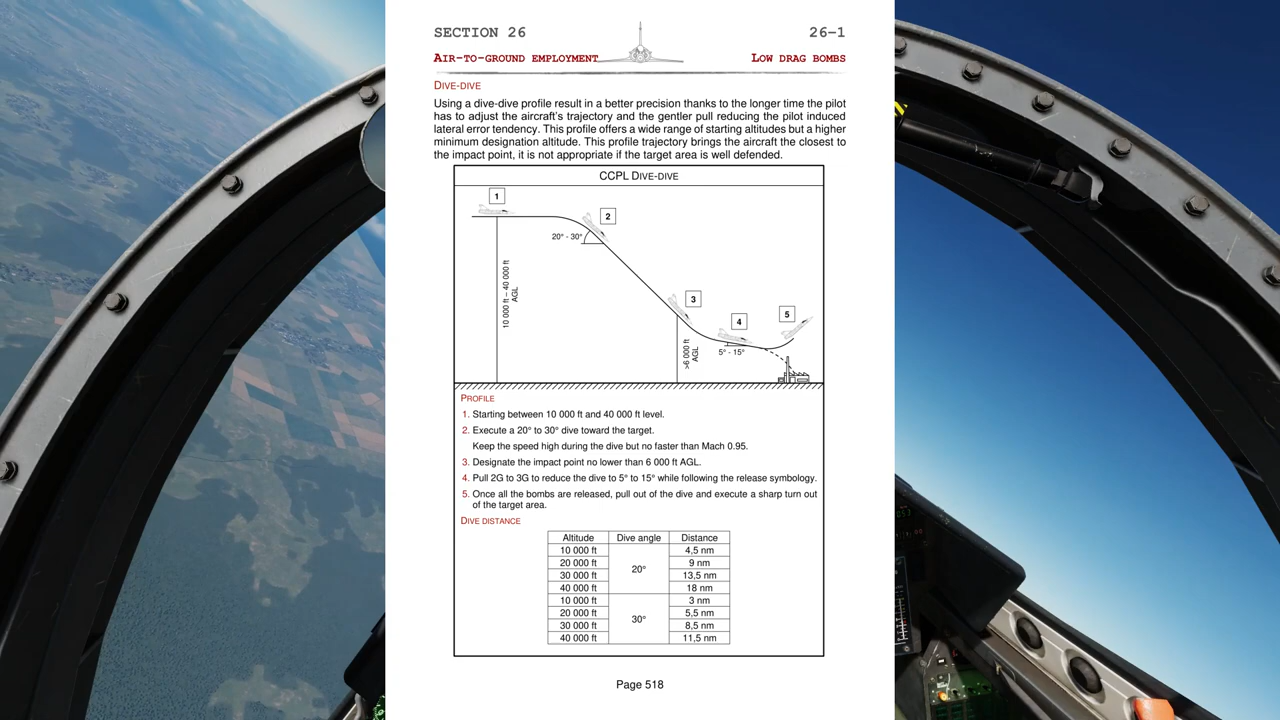 SECTION 26
26-1
AIR-TO-GROUND EMPLOYMENT
LOW DRAG BOMBS
DIVE-DIVE
Using a dive-dive profile result in a better precision thanks to the longer time the pilot
has to adjust the aircraft's trajectory and the gentler pull reducing the pilot induced
lateral error tendency. This profile offers a wide range of starting altitudes but a higher
minimum designation altitude. This profile trajectory brings the aircraft the closest to
the impact point, it is not appropriate if the target area is well defended.
CCPL DIVE-DIVE
1
2
20° - 30°
10 000 ft – 40 000 ft
AGL
3
>6 000 ft
AGL
4
5° - 15°
5
PROFILE
1. Starting between 10 000 ft and 40 000 ft level.
2. Execute a 20° to 30° dive toward the target.
Keep the speed high during the dive but no faster than Mach 0.95.
3. Designate the impact point no lower than 6 000 ft AGL.
4. Pull 2G to 3G to reduce the dive to 5° to 15° while following the release symbology.
5. Once all the bombs are released, pull out of the dive and execute a sharp turn out
of the target area.
DIVE DISTANCE
Altitude Dive angle Distance
10 000 ft 4,5 nm
20 000 ft 9 nm
20°
30 000 ft 13,5 nm
40 000 ft 18 nm
10 000 ft 3 nm
20 000 ft 5,5 nm
30°
30 000 ft 8,5 nm
40 000 ft 11,5 nm
Page 518